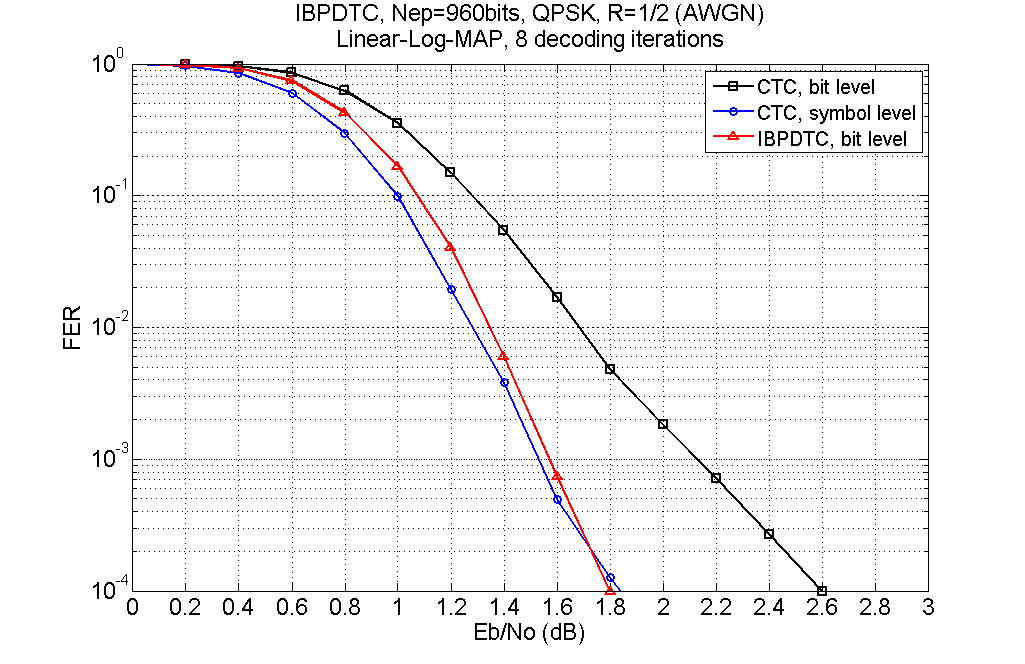 IBPDTC, Nep=960bits, QPSK, R=1/2 (AWGN)
Linear-Log-MAP, 8 decoding iterations
CTC, bit level
CTC, symbol level
IBPDTC, bit level
10^0
10^-1
10^-2
10^-3
10^-4
FER
0 0.2 0.4 0.6 0.8 1 1.2 1.4 1.6 1.8 2 2.2 2.4 2.6 2.8 3
Eb/No (dB)